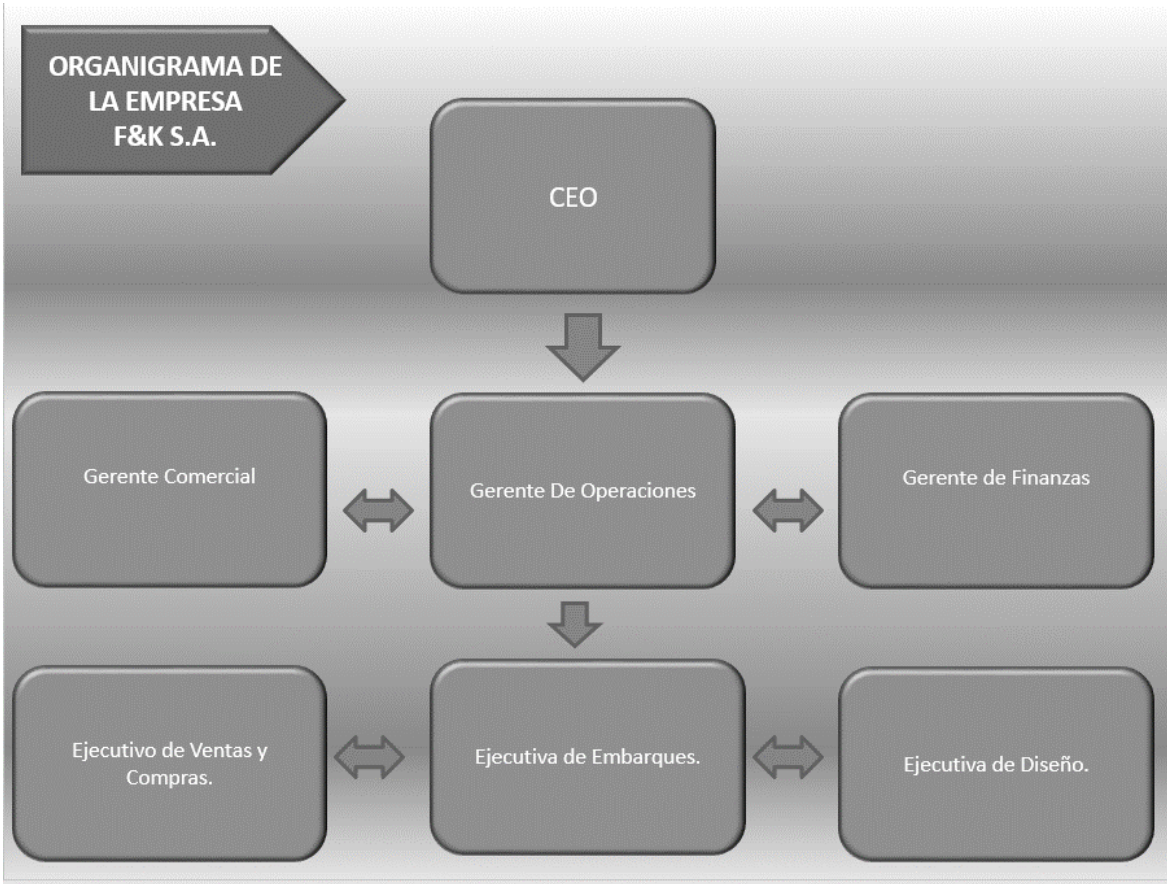 ORGANIGRAMA DE
LA EMPRESA
F&K S.A.
CEO
Gerente Comercial
Gerente De Operaciones
Gerente de Finanzas
Ejecutivo de Ventas y
Compras.
Ejecutiva de Embarques.
Ejecutiva de Diseño.